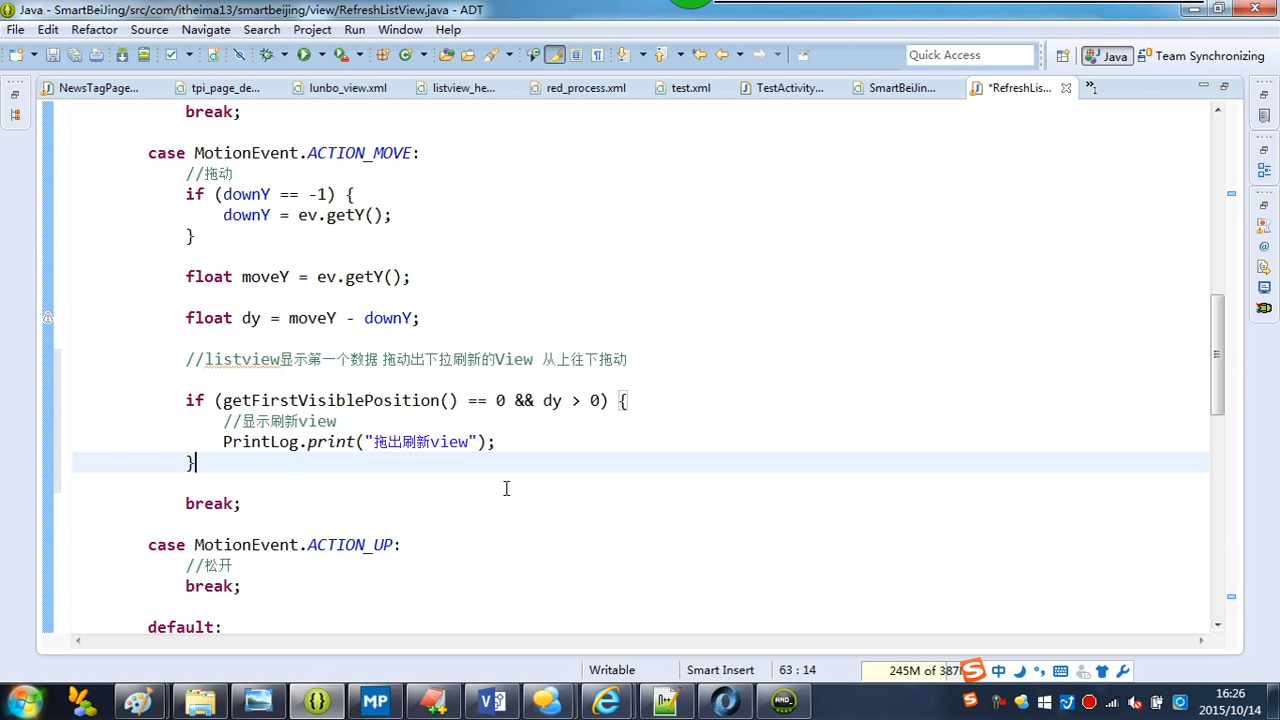 Java - SmartBeiJing/src/com/itheima13/smartbeijing/view/RefreshListView.java - ADT
File Edit Refactor Source Navigate Search Project Run Window Help
Quick Access Java Team Synchronizing
NewsTagPage... tpi_page_de... lunbo_view.xml listview_he... red_process.xml test.xml TestActivity... SmartBeiJin... *RefreshLis... »1
break;
case MotionEvent.ACTION_MOVE:
//拖动
if (downY == -1) {
downY = ev.getY();
}
float moveY = ev.getY();
float dy = moveY - downY;
//listview显示第一个数据 拖动出下拉刷新的View 从上往下拖动
if (getFirstVisiblePosition() == 0 && dy > 0) {
//显示刷新view
PrintLog.print("拖出刷新view");
}
break;
case MotionEvent.ACTION_UP:
//松开
break;
default:
Writable Smart Insert 63 : 14 245M of 387 中
16:26
2015/10/14